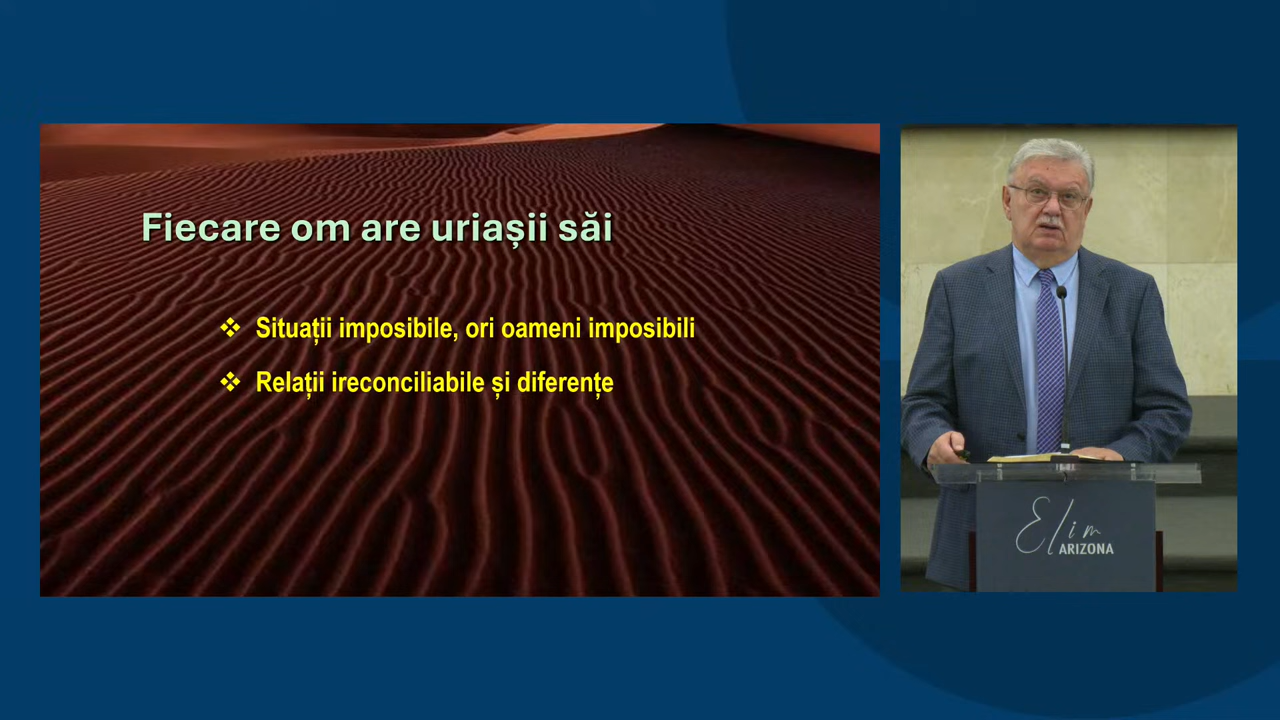 Fiecare om are uriașii săi
❖ Situații imposibile, ori oameni imposibili
❖ Relații ireconciliabile și diferențe
Elim
ARIZONA